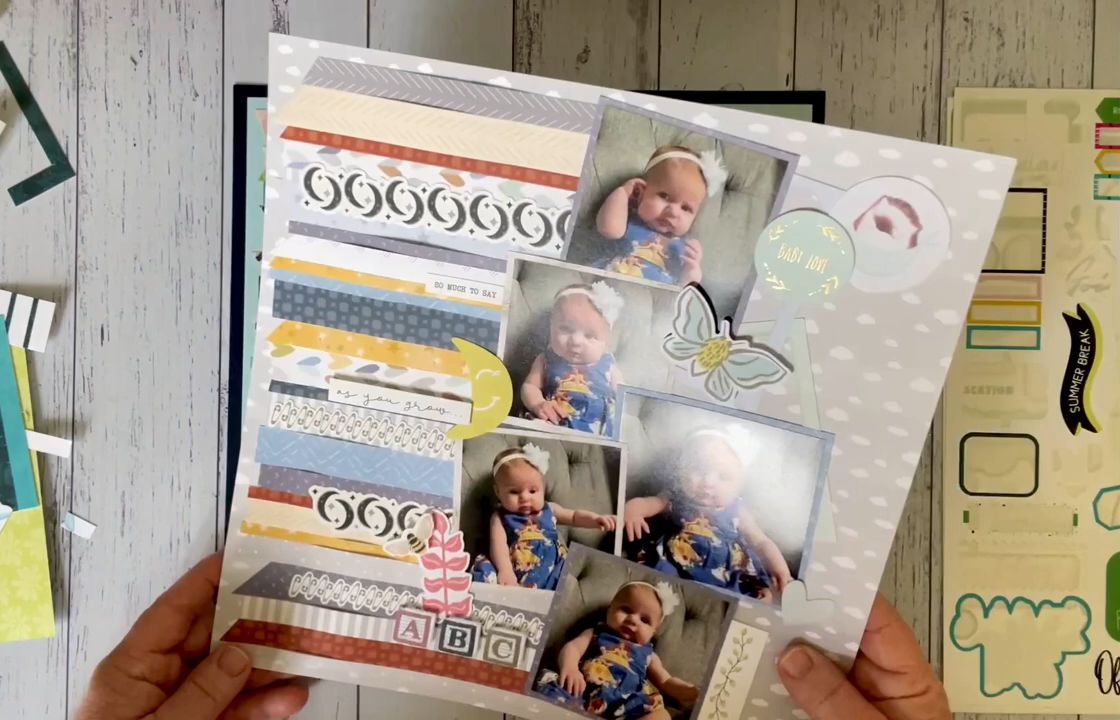 BABY LOVE
SO MUCH TO SAY
as you grow...
A B C
SUMMER BREAK